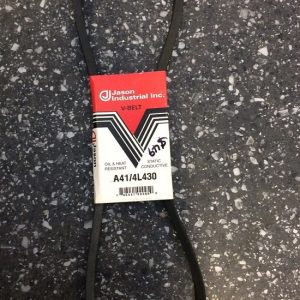 Jason
Industrial Inc.
V-BELT
OIL & HEAT
RESISTANT
STATIC
CONDUCTIVE
A41/4L430